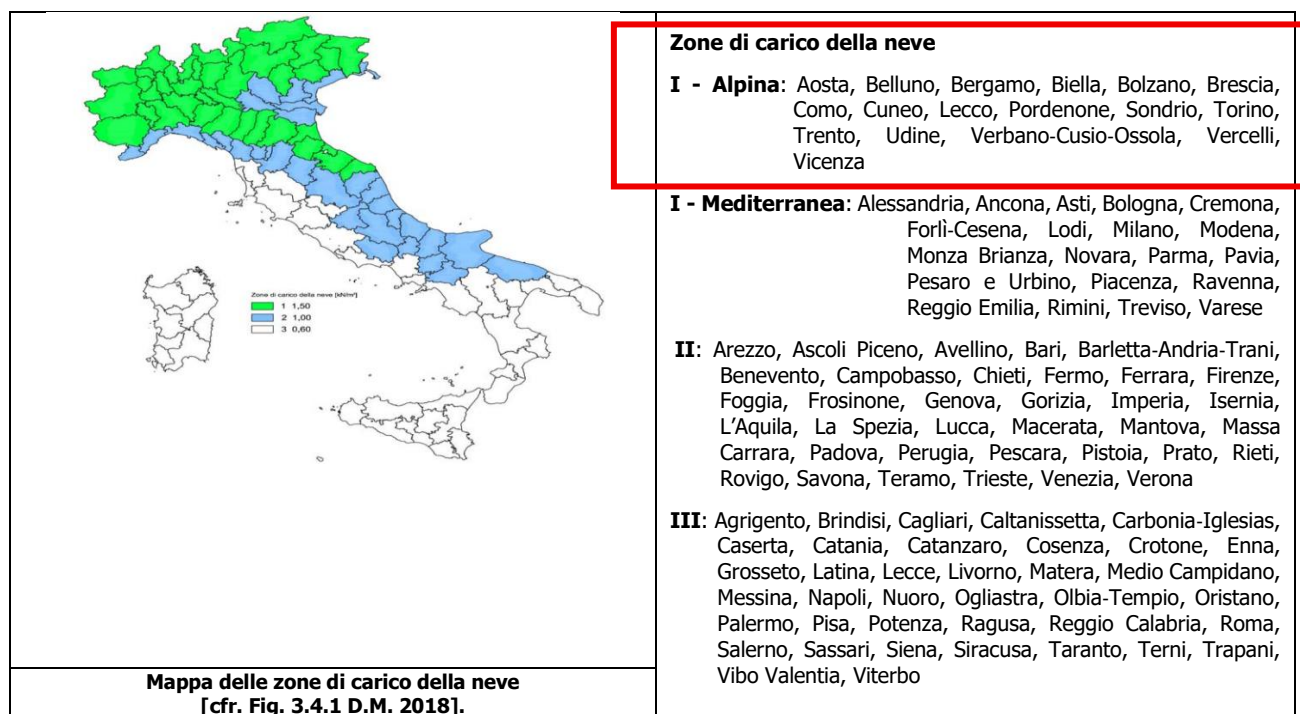 Zone di carico della neve [kN/m²]
1 1,50
2 1,00
3 0,60
Mappa delle zone di carico della neve
[cfr. Fig. 3.4.1 D.M. 2018].
Zone di carico della neve
I - Alpina: Aosta, Belluno, Bergamo, Biella, Bolzano, Brescia,
Como, Cuneo, Lecco, Pordenone, Sondrio, Torino,
Trento, Udine, Verbano-Cusio-Ossola, Vercelli,
Vicenza
I - Mediterranea: Alessandria, Ancona, Asti, Bologna, Cremona,
Forlì-Cesena, Lodi, Milano, Modena,
Monza Brianza, Novara, Parma, Pavia,
Pesaro e Urbino, Piacenza, Ravenna,
Reggio Emilia, Rimini, Treviso, Varese
II: Arezzo, Ascoli Piceno, Avellino, Bari, Barletta-Andria-Trani,
Benevento, Campobasso, Chieti, Fermo, Ferrara, Firenze,
Foggia, Frosinone, Genova, Gorizia, Imperia, Isernia,
L'Aquila, La Spezia, Lucca, Macerata, Mantova, Massa
Carrara, Padova, Perugia, Pescara, Pistoia, Prato, Rieti,
Rovigo, Savona, Teramo, Trieste, Venezia, Verona
III: Agrigento, Brindisi, Cagliari, Caltanissetta, Carbonia-Iglesias,
Caserta, Catania, Catanzaro, Cosenza, Crotone, Enna,
Grosseto, Latina, Lecce, Livorno, Matera, Medio Campidano,
Messina, Napoli, Nuoro, Ogliastra, Olbia-Tempio, Oristano,
Palermo, Pisa, Potenza, Ragusa, Reggio Calabria, Roma,
Salerno, Sassari, Siena, Siracusa, Taranto, Terni, Trapani,
Vibo Valentia, Viterbo